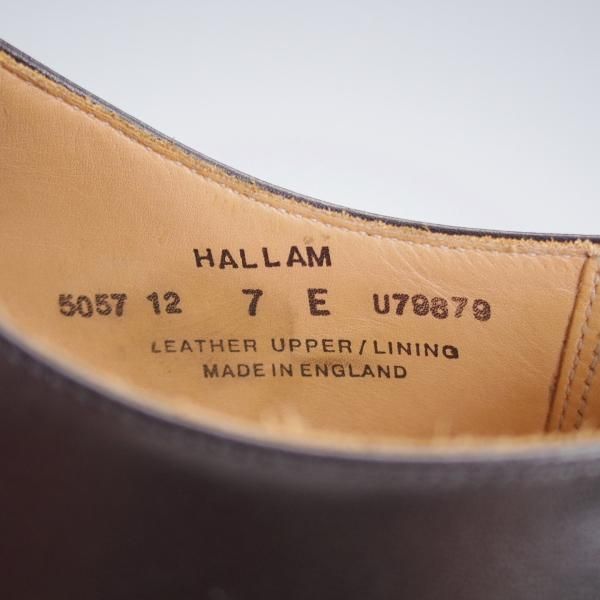 HALLAM
5057 12 7 E U79879
LEATHER UPPER/LINING
MADE IN ENGLAND